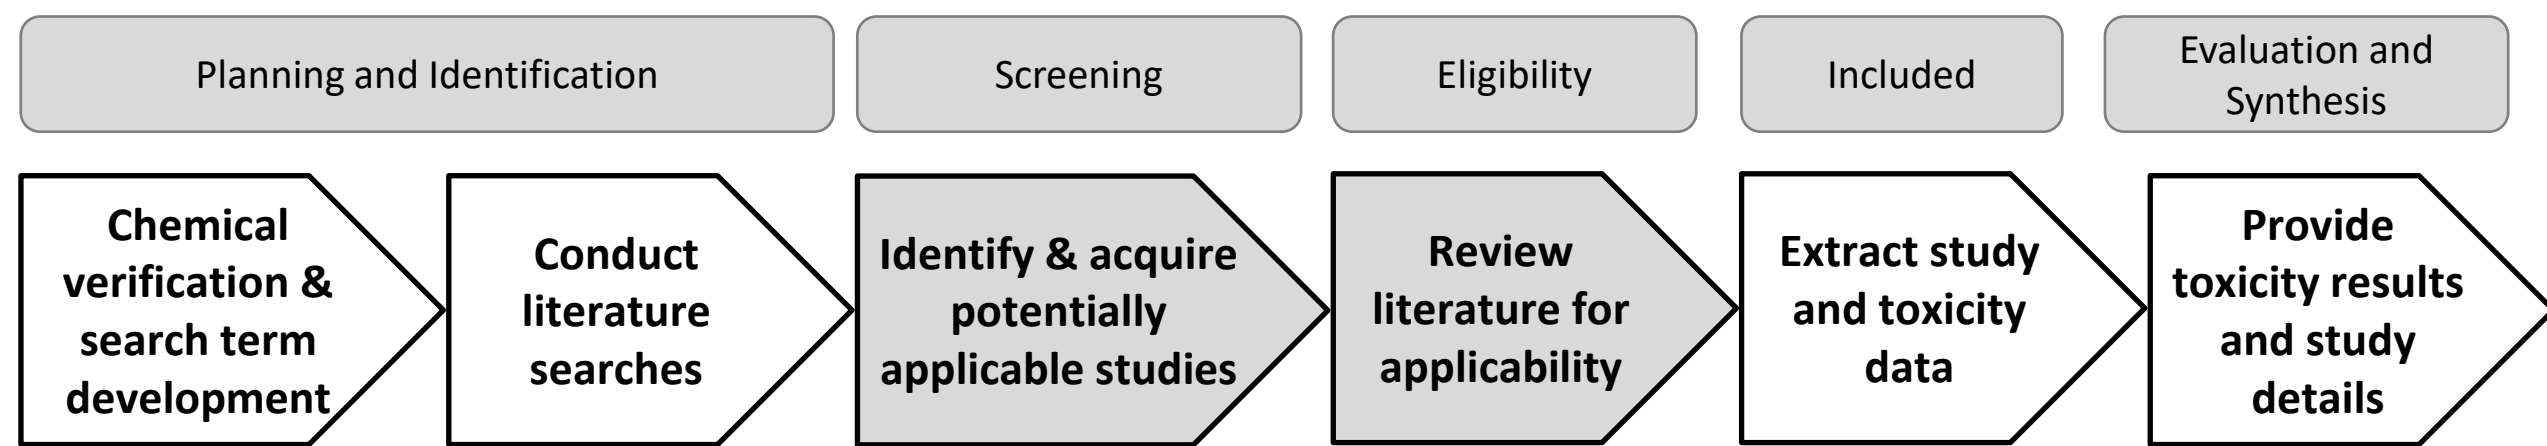 Planning and Identification
Screening
Eligibility
Included
Evaluation and
Synthesis
Chemical
verification &
search term
development
Conduct
literature
searches
Identify & acquire
potentially
applicable studies
Review
literature for
applicability
Extract study
and toxicity
data
Provide
toxicity results
and study
details